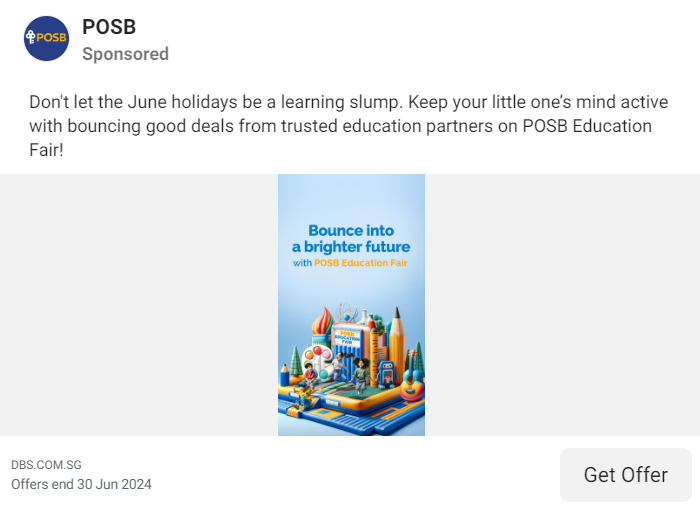 POSB
POSB
Sponsored
Don't let the June holidays be a learning slump. Keep your little one’s mind active
with bouncing good deals from trusted education partners on POSB Education
Fair!
Bounce into
a brighter future
with POSB Education Fair
POSB
EDUCATION
FAIR
DBS.COM.SG
Offers end 30 Jun 2024
Get Offer